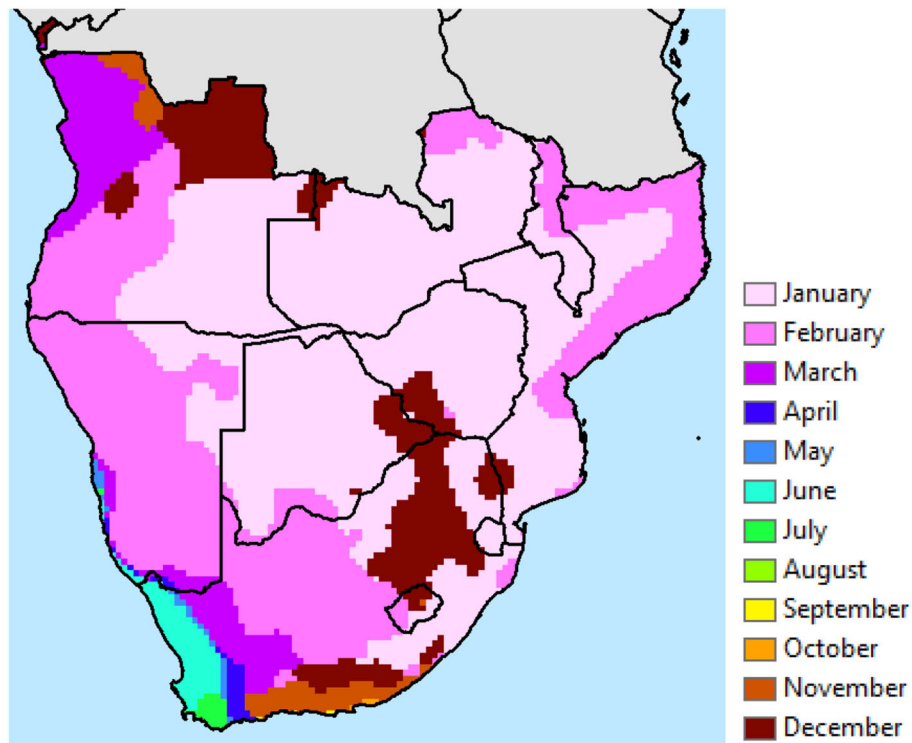 January
February
March
April
May
June
July
August
September
October
November
December